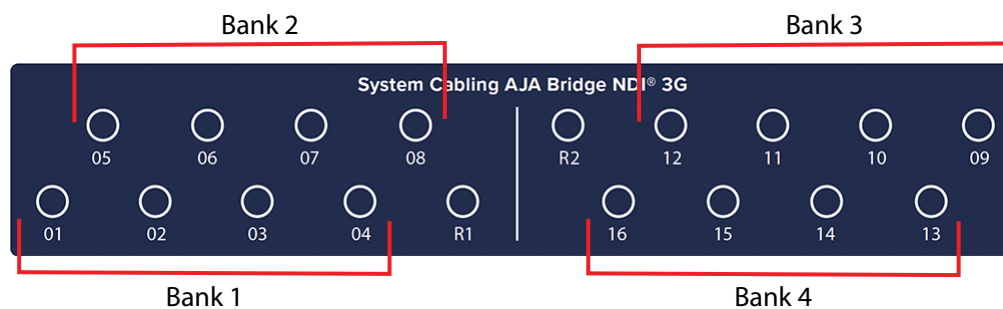 Bank 2 Bank 3
System Cabling AJA Bridge NDI® 3G
05 06 07 08 R2 12 11 10 09
01 02 03 04 R1 16 15 14 13
Bank 1 Bank 4